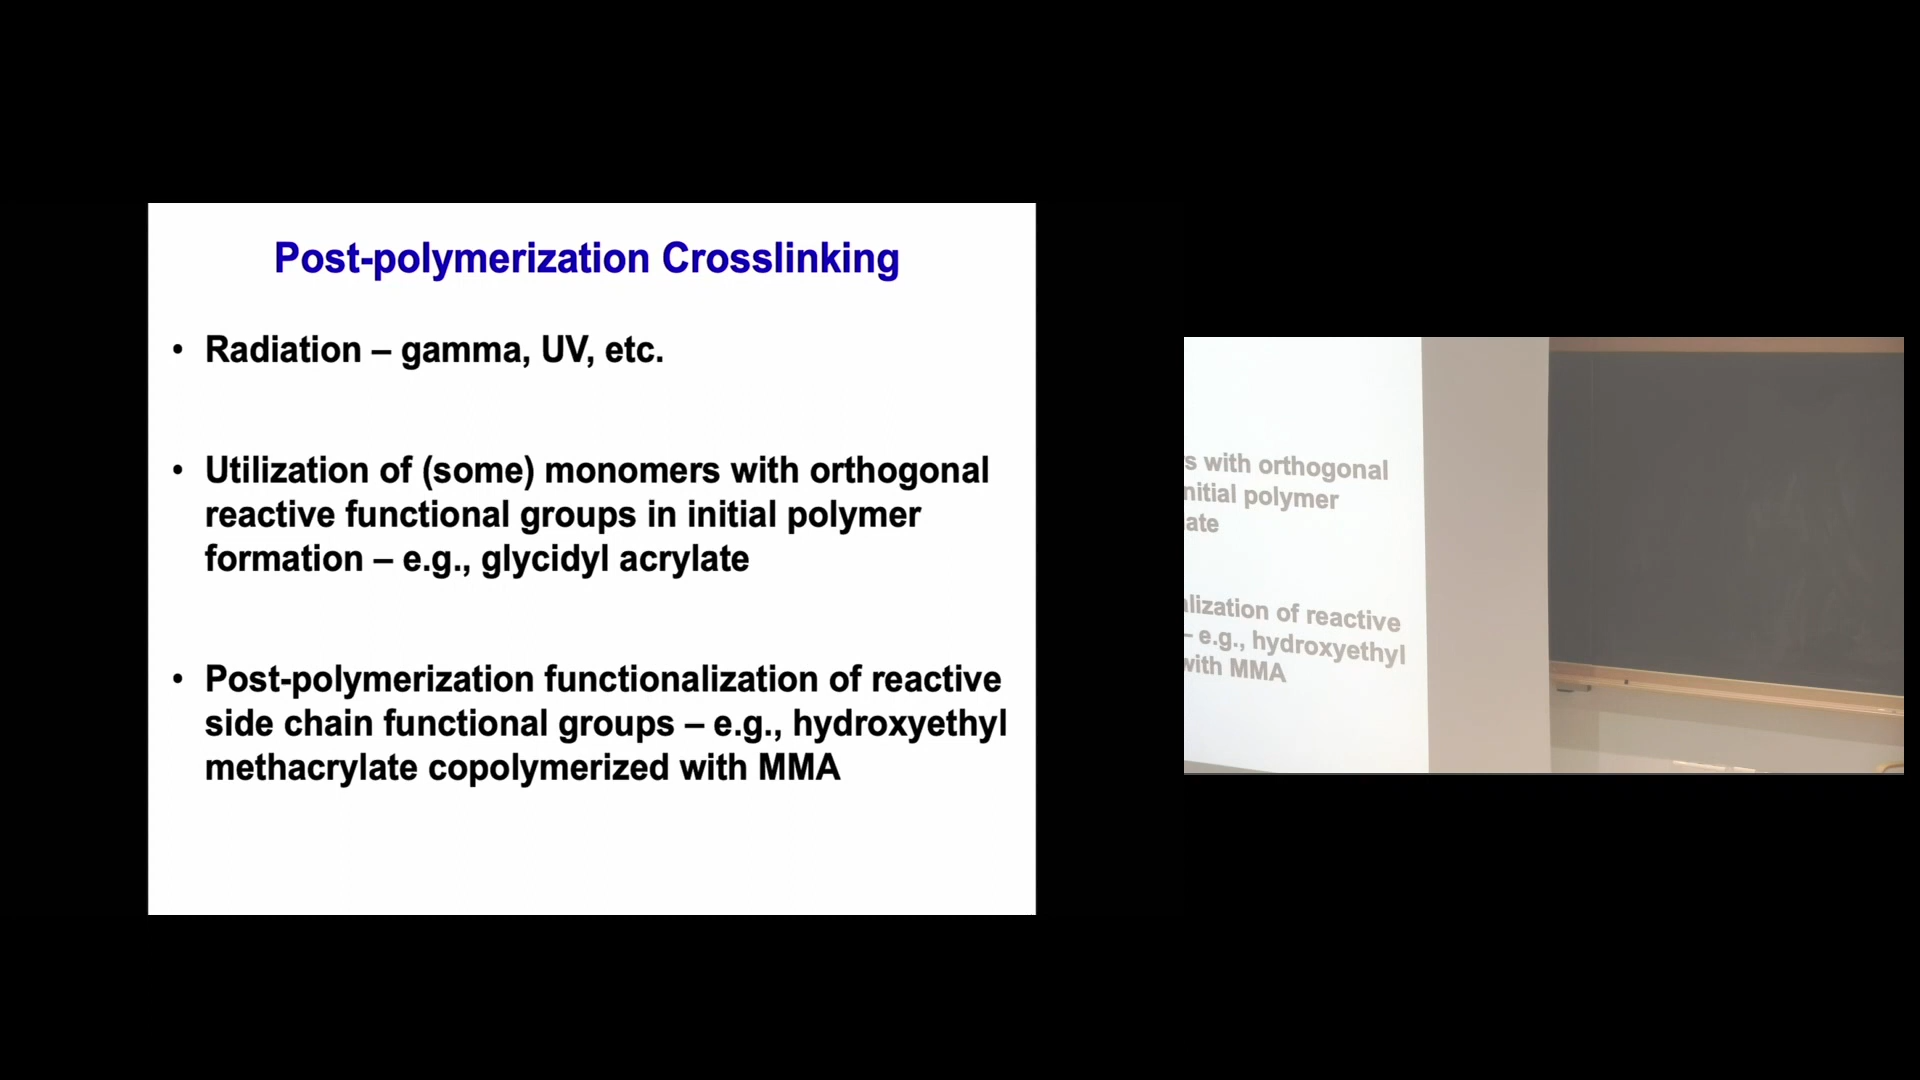 Post-polymerization Crosslinking
• Radiation – gamma, UV, etc.
• Utilization of (some) monomers with orthogonal
reactive functional groups in initial polymer
formation – e.g., glycidyl acrylate
• Post-polymerization functionalization of reactive
side chain functional groups – e.g., hydroxyethyl
methacrylate copolymerized with MMA
s with orthogonal
nitial polymer
ate
lization of reactive
– e.g., hydroxyethyl
with MMA